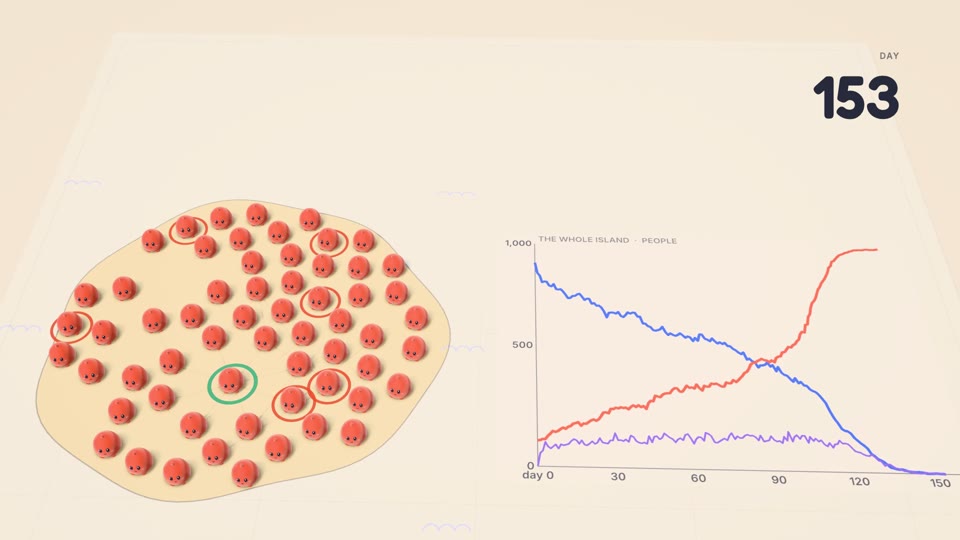 DAY
153
THE WHOLE ISLAND · PEOPLE
1,000
500
0
day 0 30 60 90 120 150